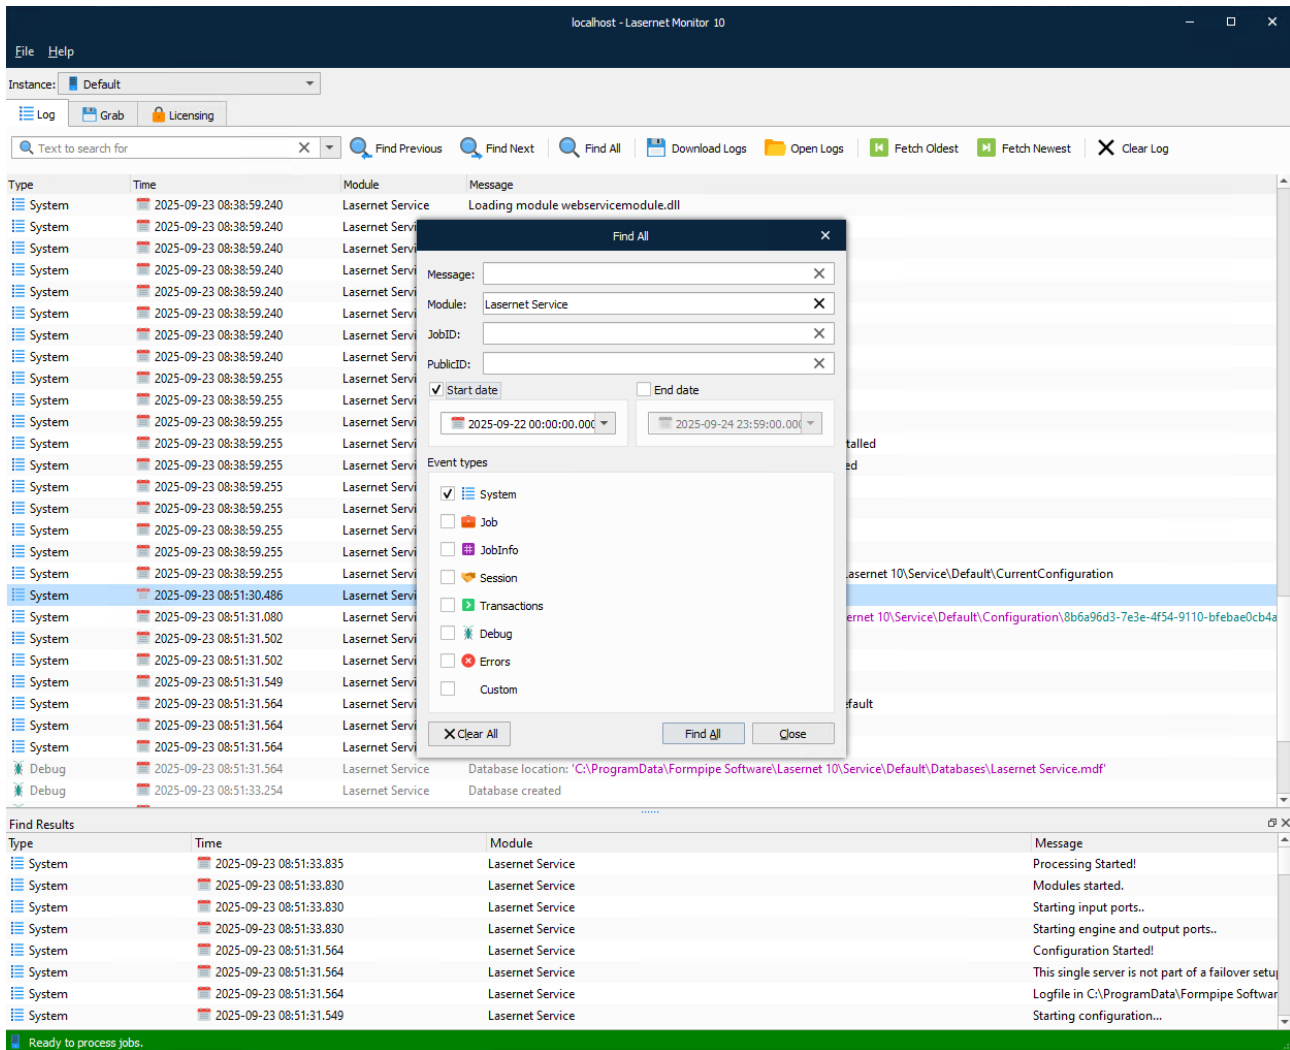 localhost - Lasernet Monitor 10
File Help
Instance: Default
Log Grab Licensing
Text to search for Find Previous Find Next Find All Download Logs Open Logs Fetch Oldest Fetch Newest Clear Log
Type Time Module Message
System 2025-09-23 08:38:59.240 Lasernet Service Loading module webservicemodule.dll
System 2025-09-23 08:38:59.240 Lasernet Servi
System 2025-09-23 08:38:59.240 Lasernet Servi
System 2025-09-23 08:38:59.240 Lasernet Servi
System 2025-09-23 08:38:59.240 Lasernet Servi
System 2025-09-23 08:38:59.240 Lasernet Servi
System 2025-09-23 08:38:59.240 Lasernet Servi
System 2025-09-23 08:38:59.240 Lasernet Servi
System 2025-09-23 08:38:59.255 Lasernet Servi
System 2025-09-23 08:38:59.255 Lasernet Servi
System 2025-09-23 08:38:59.255 Lasernet Servi
System 2025-09-23 08:38:59.255 Lasernet Servi talled
System 2025-09-23 08:38:59.255 Lasernet Servi ed
System 2025-09-23 08:38:59.255 Lasernet Servi
System 2025-09-23 08:38:59.255 Lasernet Servi
System 2025-09-23 08:38:59.255 Lasernet Servi
System 2025-09-23 08:38:59.255 Lasernet Servi
System 2025-09-23 08:38:59.255 Lasernet Servi asernet 10\Service\Default\CurrentConfiguration
System 2025-09-23 08:51:30.486 Lasernet Servi
System 2025-09-23 08:51:31.080 Lasernet Servi ernet 10\Service\Default\Configuration\8b6a96d3-7e3e-4f54-9110-bfebae0cb4a
System 2025-09-23 08:51:31.502 Lasernet Servi
System 2025-09-23 08:51:31.502 Lasernet Servi
System 2025-09-23 08:51:31.549 Lasernet Servi
System 2025-09-23 08:51:31.564 Lasernet Servi efault
System 2025-09-23 08:51:31.564 Lasernet Servi
System 2025-09-23 08:51:31.564 Lasernet Servi
Debug 2025-09-23 08:51:31.564 Lasernet Service Database location: 'C:\ProgramData\Formpipe Software\Lasernet 10\Service\Default\Databases\Lasernet Service.mdf'
Debug 2025-09-23 08:51:33.254 Lasernet Service Database created
Find All
Message:
Module: Lasernet Service
JobID:
PublicID:
Start date End date
2025-09-22 00:00:00.000 2025-09-24 23:59:00.000
Event types
System
Job
JobInfo
Session
Transactions
Debug
Errors
Custom
Clear All Find All Close
Find Results
Type Time Module Message
System 2025-09-23 08:51:33.835 Lasernet Service Processing Started!
System 2025-09-23 08:51:33.830 Lasernet Service Modules started.
System 2025-09-23 08:51:33.830 Lasernet Service Starting input ports..
System 2025-09-23 08:51:33.830 Lasernet Service Starting engine and output ports..
System 2025-09-23 08:51:31.564 Lasernet Service Configuration Started!
System 2025-09-23 08:51:31.564 Lasernet Service This single server is not part of a failover setup
System 2025-09-23 08:51:31.564 Lasernet Service Logfile in C:\ProgramData\Formpipe Softwar
System 2025-09-23 08:51:31.549 Lasernet Service Starting configuration...
Ready to process jobs.